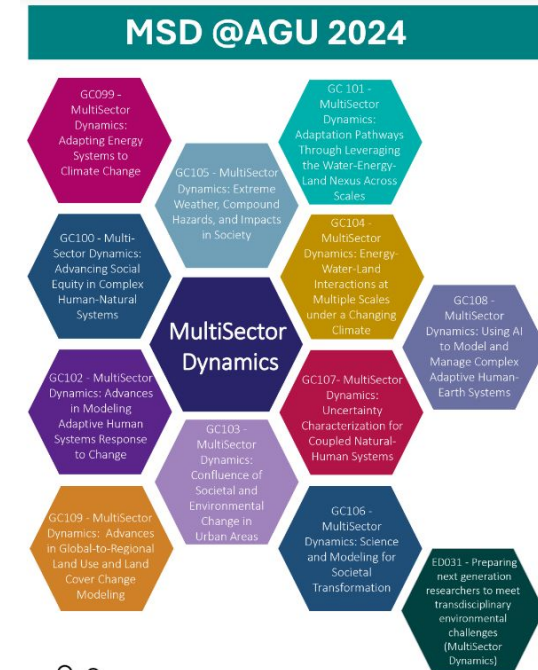 MSD @AGU 2024
GC099 -
MultiSector
Dynamics:
Adapting Energy
Systems to
Climate Change
GC 101 -
MultiSector
Dynamics:
Adaptation Pathways
Through Leveraging
the Water-Energy-
Land Nexus Across
Scales
GC105 - MultiSector
Dynamics: Extreme
Weather, Compound
Hazards, and Impacts
in Society
GC100 - Multi-
Sector Dynamics:
Advancing Social
Equity in Complex
Human-Natural
Systems
GC104 -
MultiSector
Dynamics: Energy-
Water-Land
Interactions at
Multiple Scales
under a Changing
Climate
MultiSector
Dynamics
GC108 -
MultiSector
Dynamics: Using AI
to Model and
Manage Complex
Adaptive Human-
Earth Systems
GC102 - MultiSector
Dynamics: Advances
in Modeling
Adaptive Human
Systems Response
to Change
GC107- MultiSector
Dynamics:
Uncertainty
Characterization for
Coupled Natural-
Human Systems
GC103 -
MultiSector
Dynamics:
Confluence of
Societal and
Environmental
Change in
Urban Areas
GC109 - MultiSector
Dynamics: Advances
in Global-to-Regional
Land Use and Land
Cover Change
Modeling
GC106 -
MultiSector
Dynamics: Science
and Modeling for
Societal
Transformation
ED031 - Preparing
next generation
researchers to meet
transdisciplinary
environmental
challenges
(MultiSector
Dynamics)